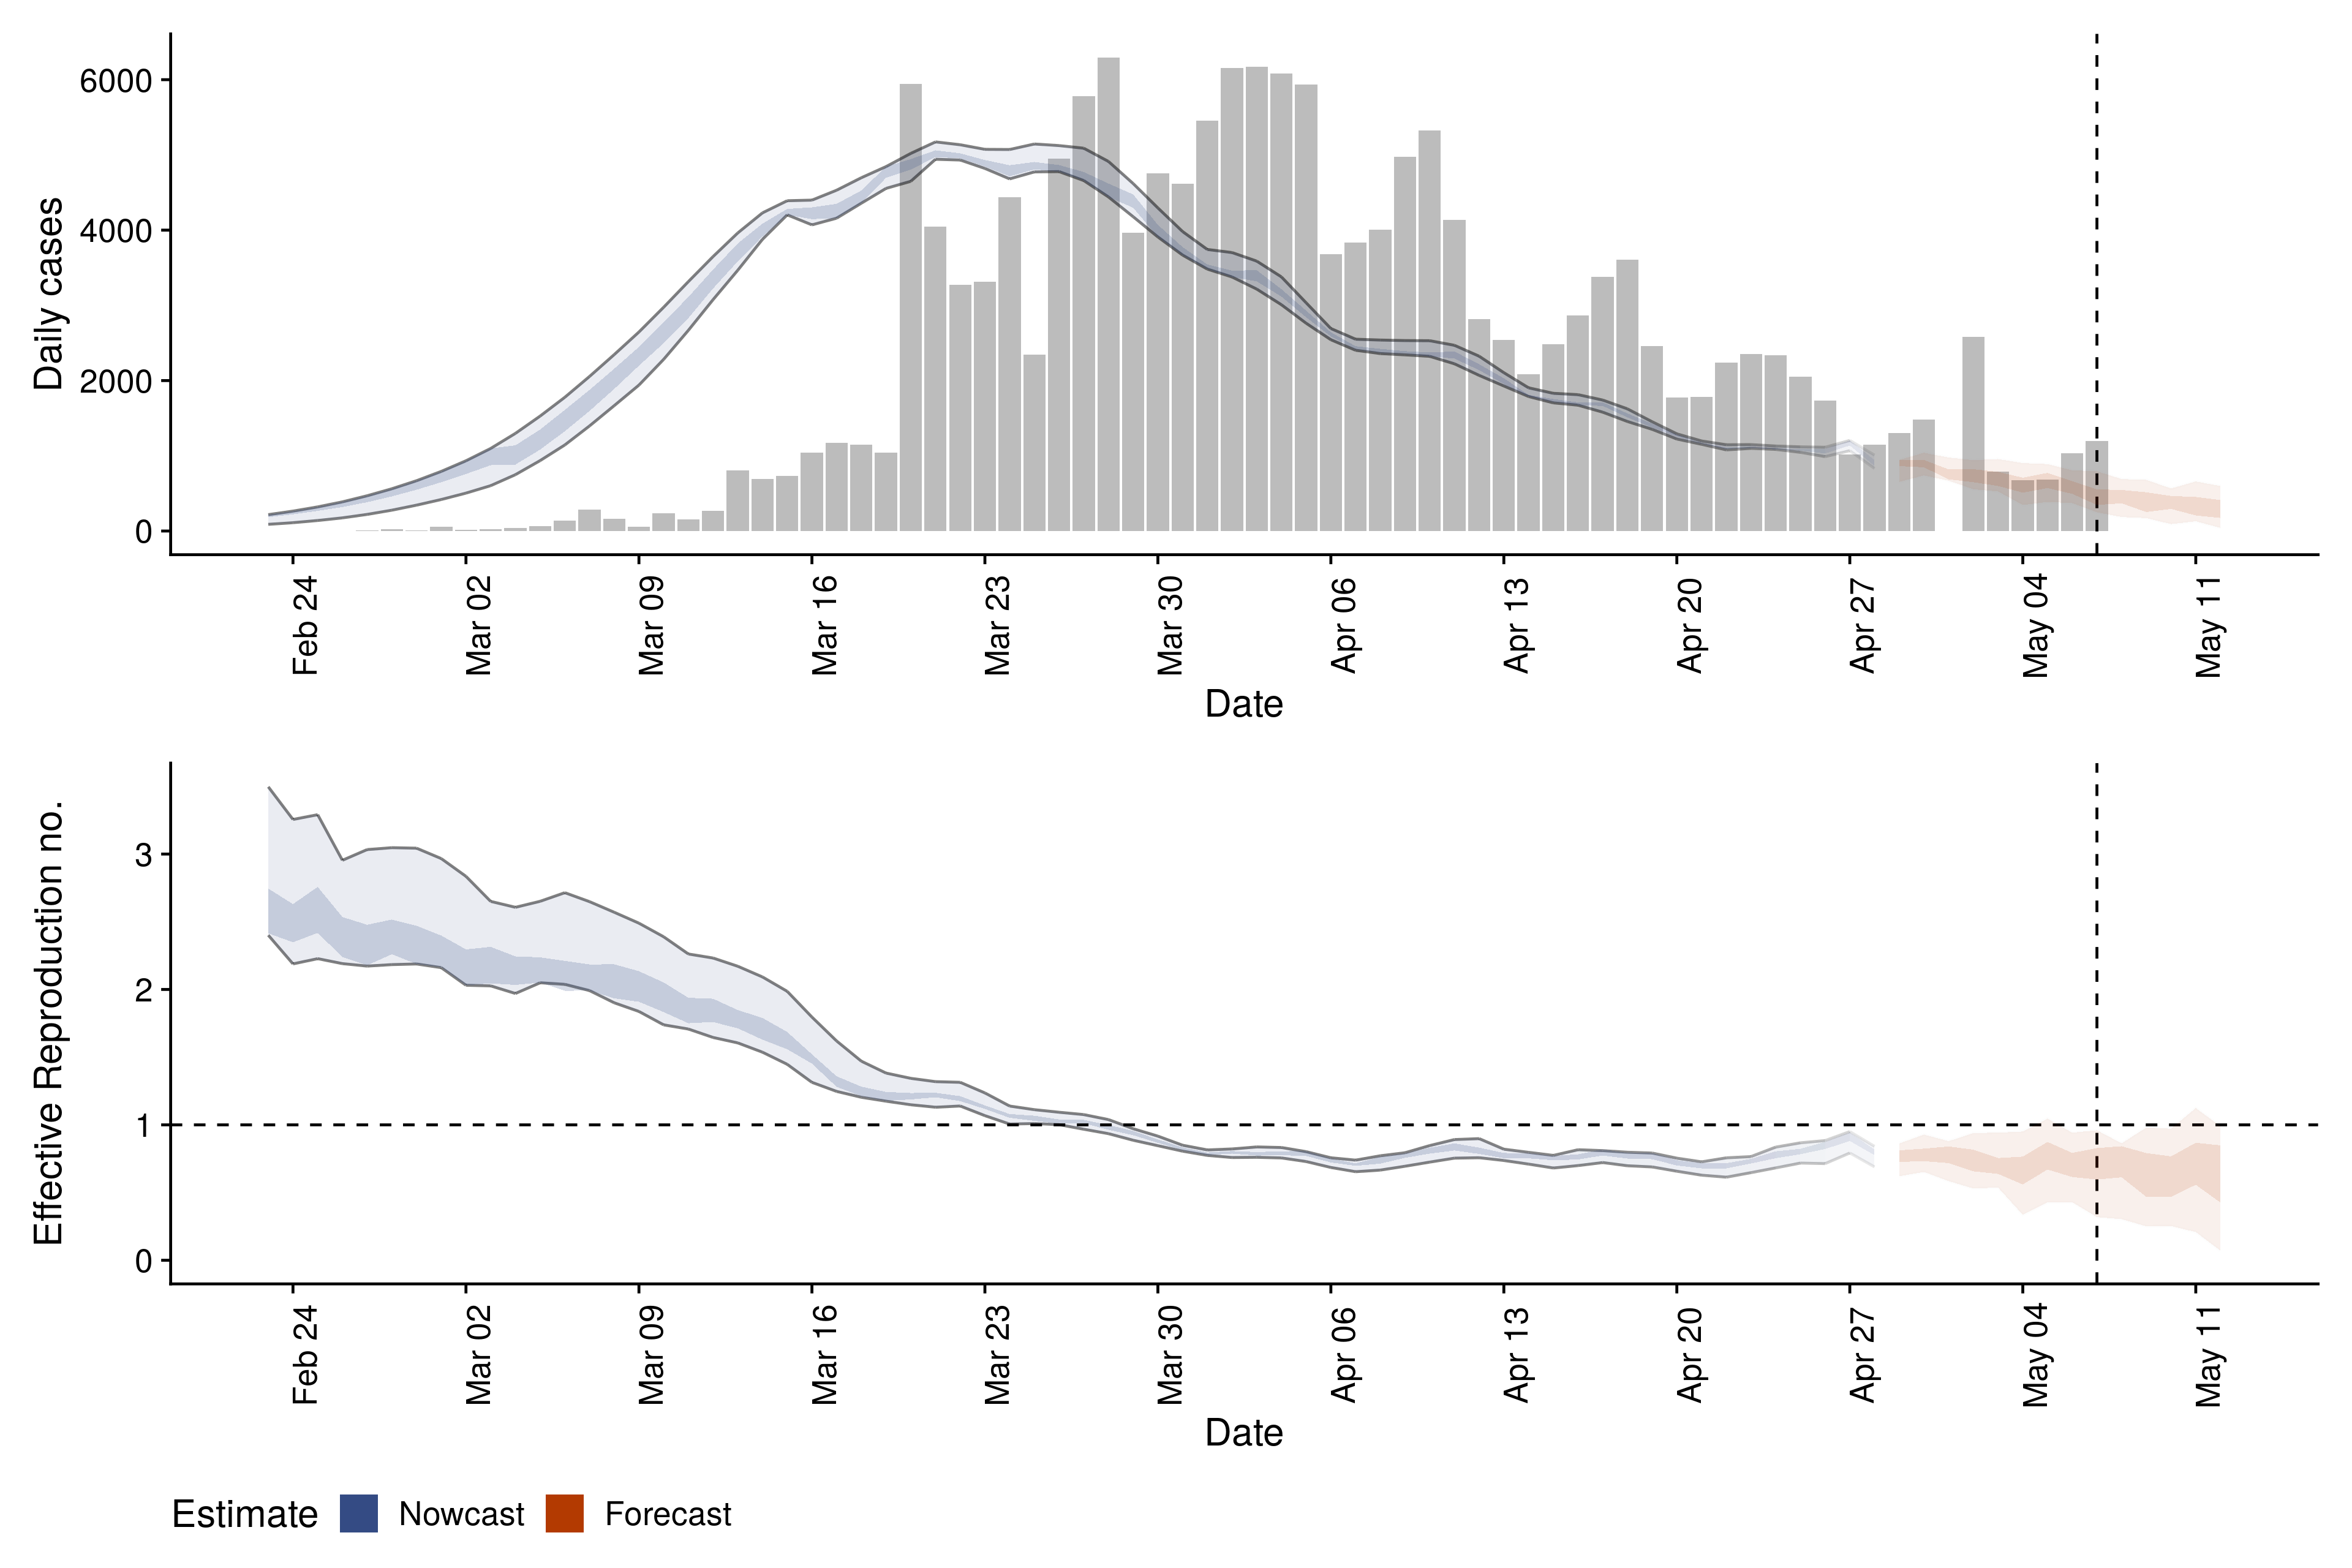 Daily cases
6000
4000
2000
0
Feb 24
Mar 02
Mar 09
Mar 16
Mar 23
Mar 30
Apr 06
Apr 13
Apr 20
Apr 27
May 04
May 11
Date
Effective Reproduction no.
3
2
1
0
Feb 24
Mar 02
Mar 09
Mar 16
Mar 23
Mar 30
Apr 06
Apr 13
Apr 20
Apr 27
May 04
May 11
Date
Estimate Nowcast Forecast